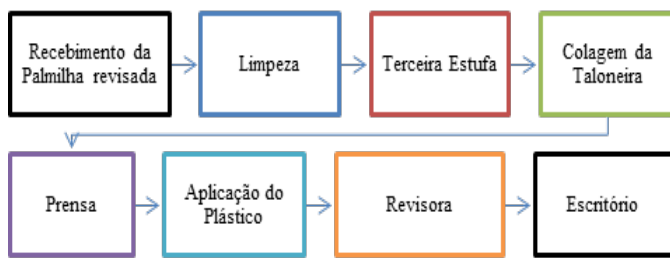 Recebimento da
Palmilha revisada
Limpeza
Terceira Estufa
Colagem da
Taloneira
Prensa
Aplicação do
Plástico
Revisora
Escritório